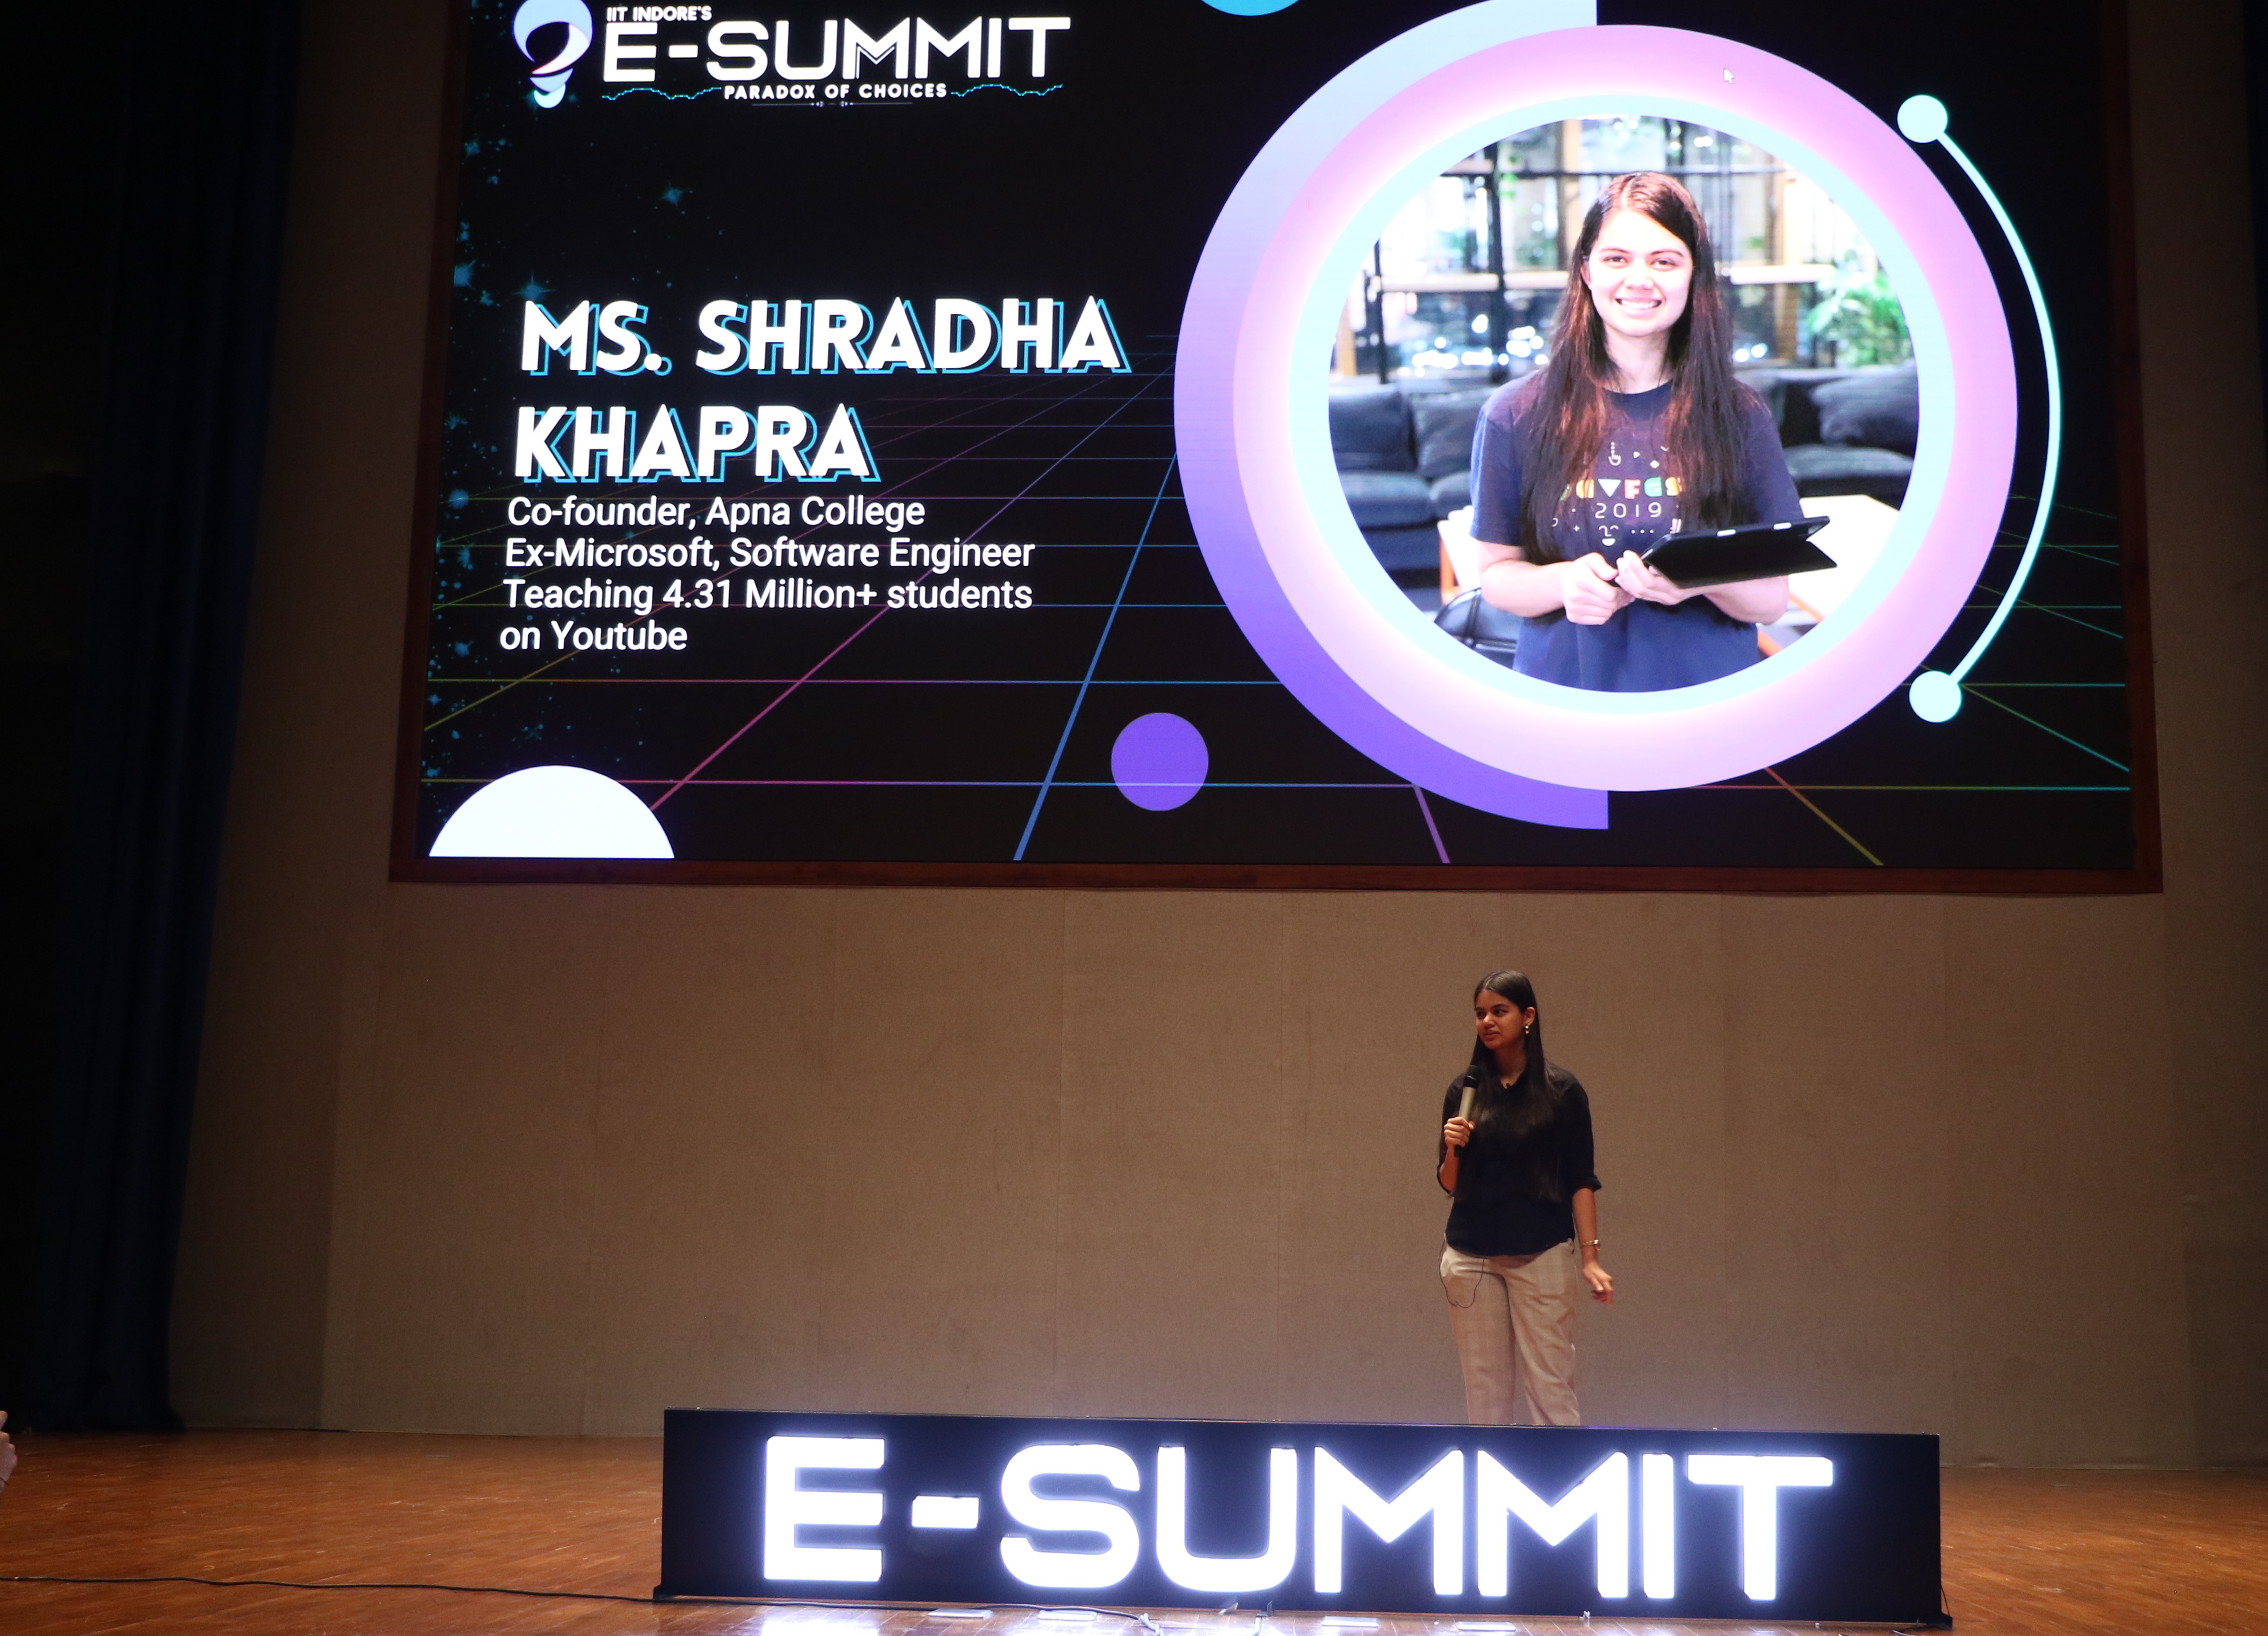 IIT INDORE'S
E-SUMMIT
PARADOX OF CHOICES
MS. SHRADHA
KHAPRA
Co-founder, Apna College
Ex-Microsoft, Software Engineer
Teaching 4.31 Million+ students
on Youtube
2019
E-SUMMIT